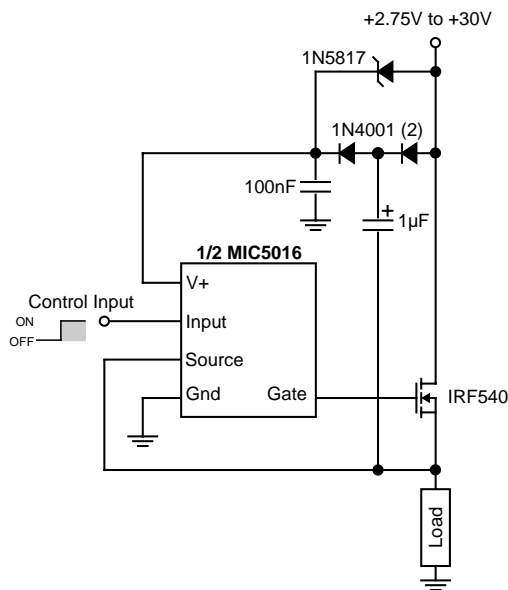 +2.75V to +30V
1N5817
1N4001 (2)
100nF
+
1µF
1/2 MIC5016
V+
Control Input
ON
OFF
Input
Source
Gnd
Gate
IRF540
Load